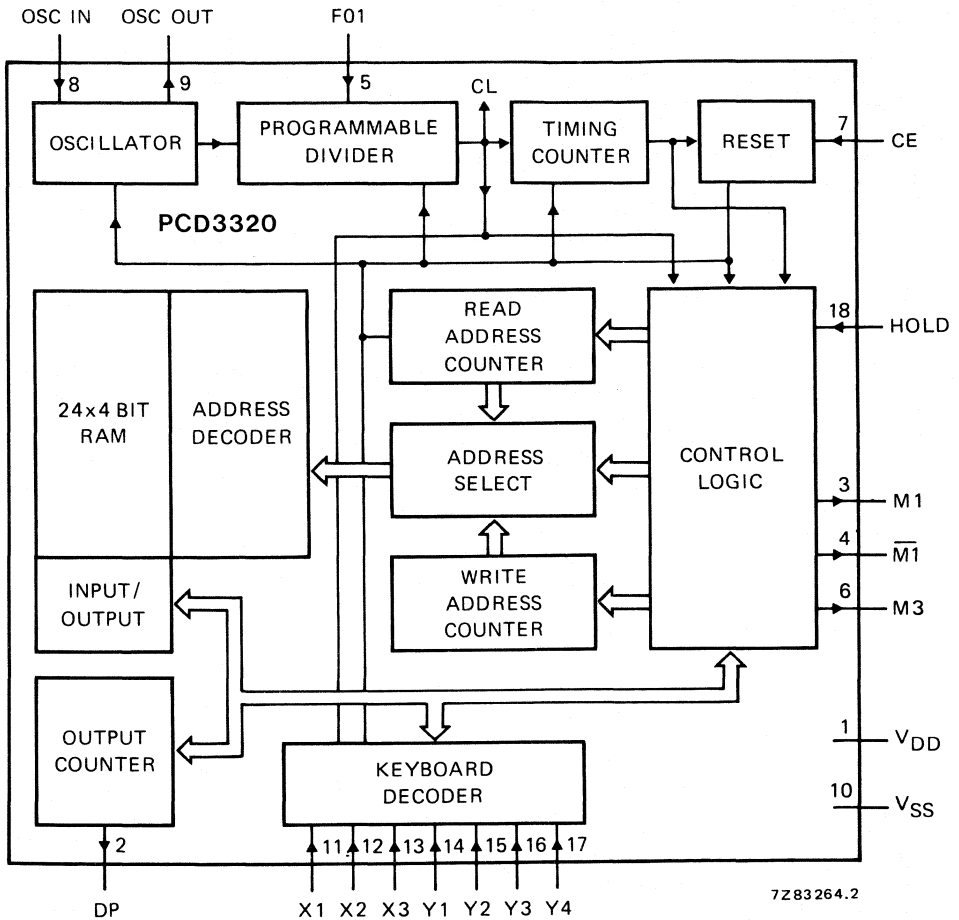 OSC IN OSC OUT F01
8 9 5 CL
OSCILLATOR
PROGRAMMABLE
DIVIDER
TIMING
COUNTER
RESET
7 CE
PCD3320
24x4 BIT
RAM
ADDRESS
DECODER
READ
ADDRESS
COUNTER
ADDRESS
SELECT
WRITE
ADDRESS
COUNTER
CONTROL
LOGIC
18 HOLD
3 M1
4 M̅1̅
6 M3
INPUT/
OUTPUT
OUTPUT
COUNTER
KEYBOARD
DECODER
1 VDD
10 VSS
2 11 12 13 14 15 16 17
DP X1 X2 X3 Y1 Y2 Y3 Y4
7Z83264.2